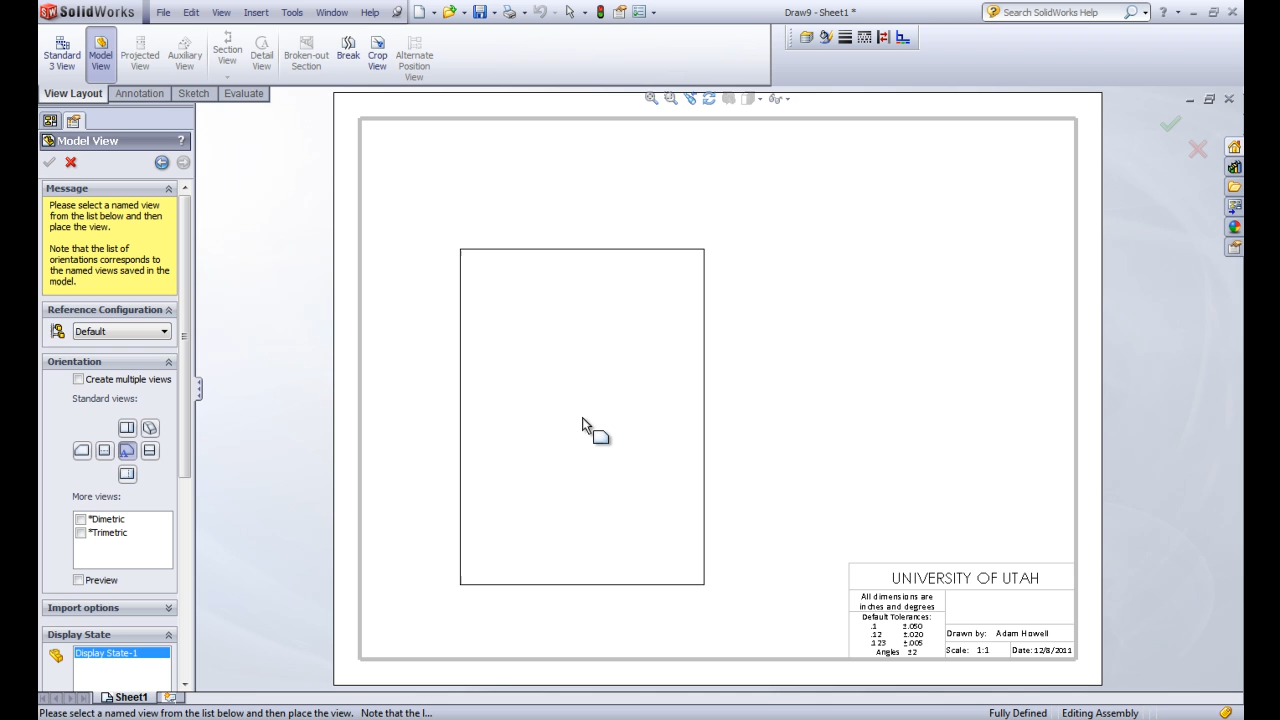 SolidWorks File Edit View Insert Tools Window Help Draw9 - Sheet1 * Search SolidWorks Help
Standard 3 View
Model View
Projected View
Auxiliary View
Section View
Detail View
Broken-out Section
Break
Crop View
Alternate Position View
View Layout Annotation Sketch Evaluate
Model View ?
Message
Please select a named view
from the list below and then
place the view.
Note that the list of
orientations corresponds to
the named views saved in the
model.
Reference Configuration
Default
Orientation
Create multiple views
Standard views:
More views:
*Dimetric
*Trimetric
Preview
Import options
Display State
Display State-1
UNIVERSITY OF UTAH
All dimensions are
inches and degrees
Default Tolerances:
.1 ±.050
.12 ±.020
.123 ±.005
Angles ±2
Drawn by: Adam Howell
Scale: 1:1 Date: 12/8/2011
Sheet1
Please select a named view from the list below and then place the view. Note that the l... Fully Defined Editing Assembly